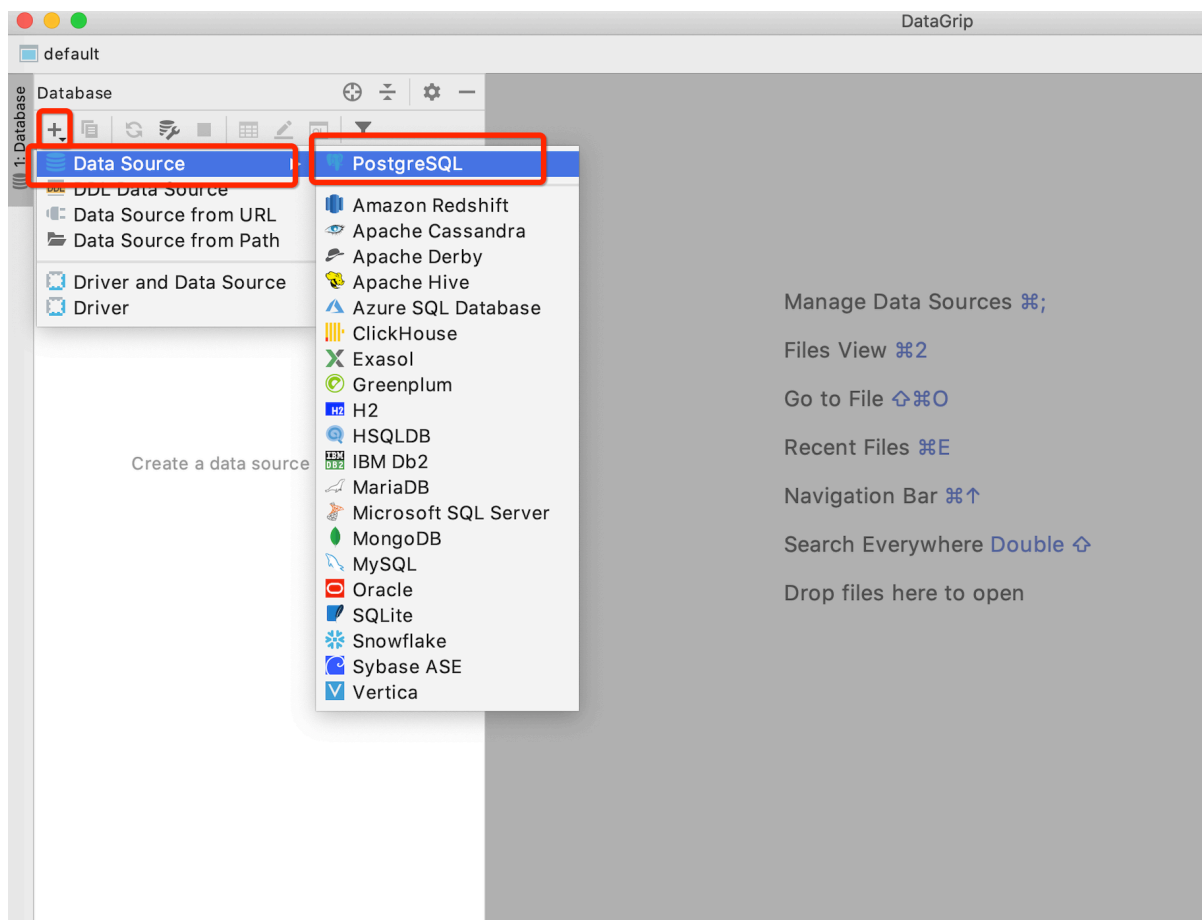 DataGrip
default
1: Database
Database
Data Source
DDL Data Source
Data Source from URL
Data Source from Path
Driver and Data Source
Driver
PostgreSQL
Amazon Redshift
Apache Cassandra
Apache Derby
Apache Hive
Azure SQL Database
ClickHouse
Exasol
Greenplum
H2
HSQLDB
IBM Db2
MariaDB
Microsoft SQL Server
MongoDB
MySQL
Oracle
SQLite
Snowflake
Sybase ASE
Vertica
Create a data source
Manage Data Sources ⌘;
Files View ⌘2
Go to File ⇧⌘O
Recent Files ⌘E
Navigation Bar ⌘↑
Search Everywhere Double ⇧
Drop files here to open